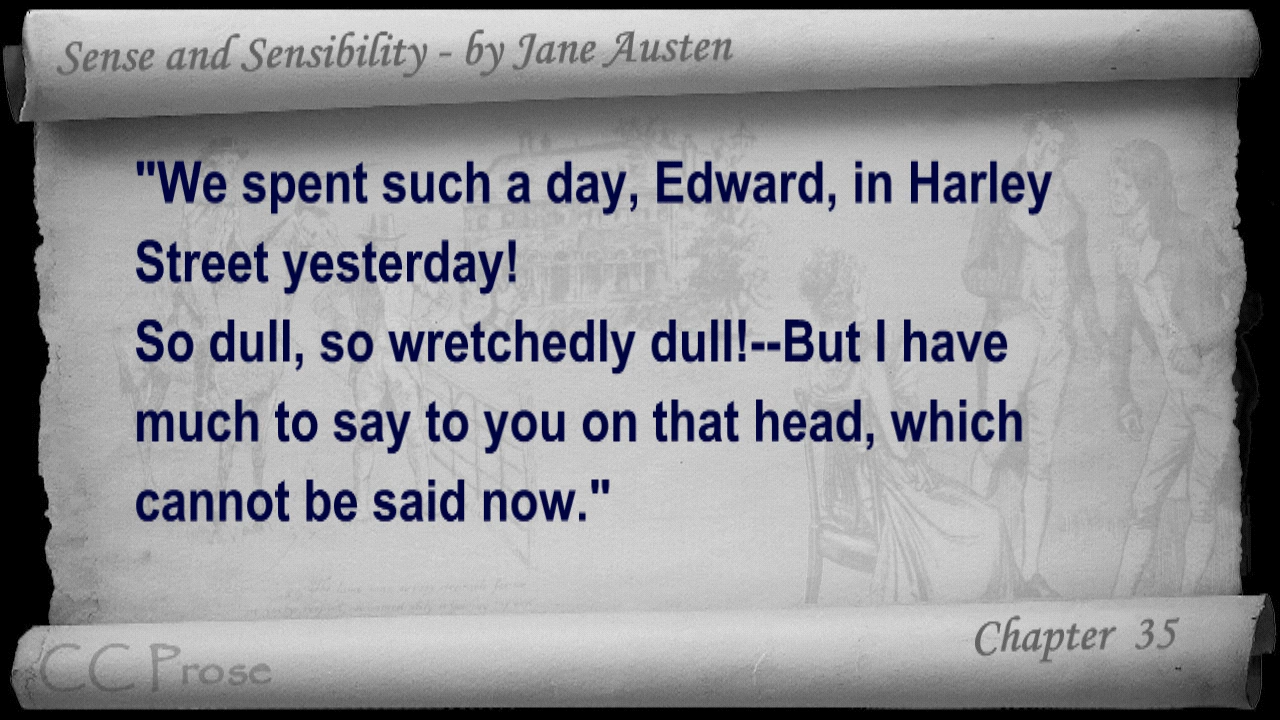 Sense and Sensibility - by Jane Austen
"We spent such a day, Edward, in Harley
Street yesterday!
So dull, so wretchedly dull!--But I have
much to say to you on that head, which
cannot be said now."
Chapter 35
CC Prose